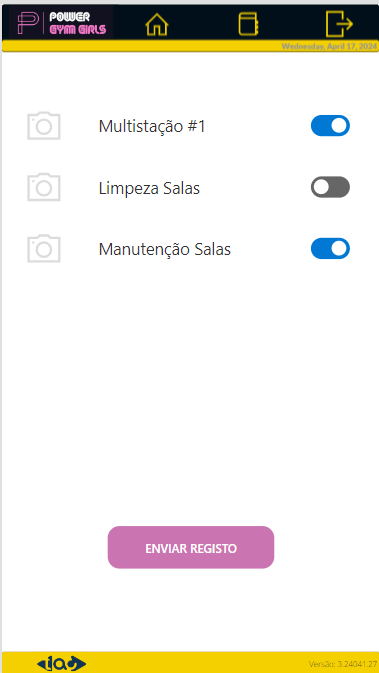 POWER
GYM GIRLS
Wednesday, April 17, 2024
Multistação #1
Limpeza Salas
Manutenção Salas
ENVIAR REGISTO
Versão: 3.24041.27